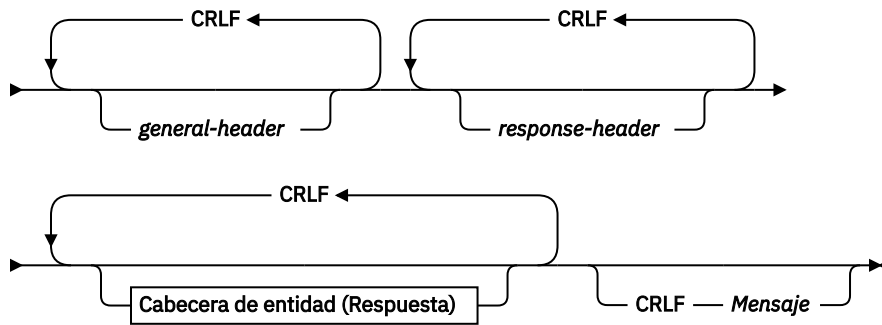 CRLF CRLF
general-header response-header
CRLF
Cabecera de entidad (Respuesta) CRLF Mensaje